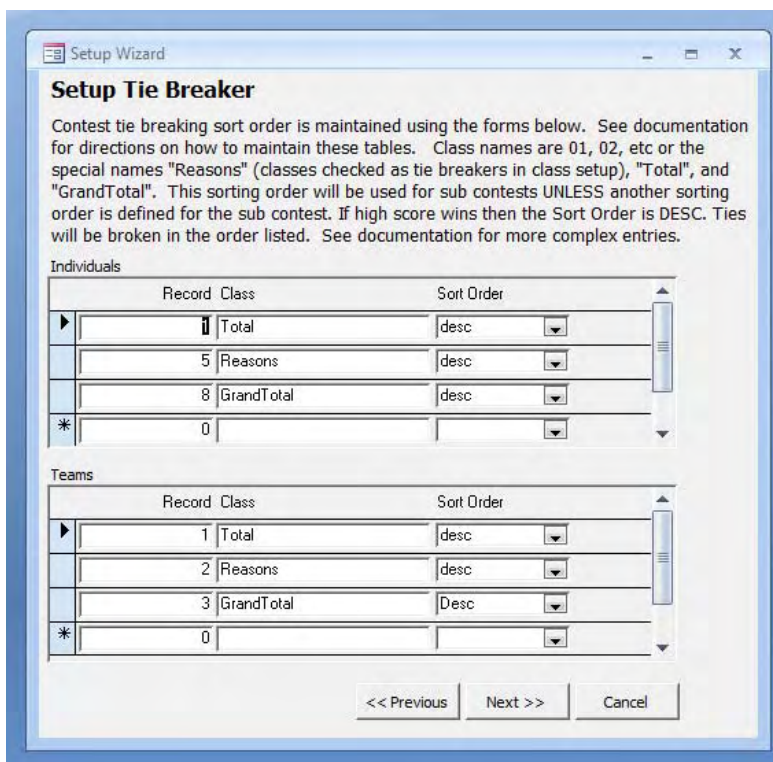 Setup Wizard
Setup Tie Breaker
Contest tie breaking sort order is maintained using the forms below. See documentation
for directions on how to maintain these tables. Class names are 01, 02, etc or the
special names "Reasons" (classes checked as tie breakers in class setup), "Total", and
"GrandTotal". This sorting order will be used for sub contests UNLESS another sorting
order is defined for the sub contest. If high score wins then the Sort Order is DESC. Ties
will be broken in the order listed. See documentation for more complex entries.
Individuals
Record Class Sort Order
1 Total desc
5 Reasons desc
8 GrandTotal desc
* 0
Teams
Record Class Sort Order
1 Total desc
2 Reasons desc
3 GrandTotal Desc
* 0
<< Previous Next >> Cancel